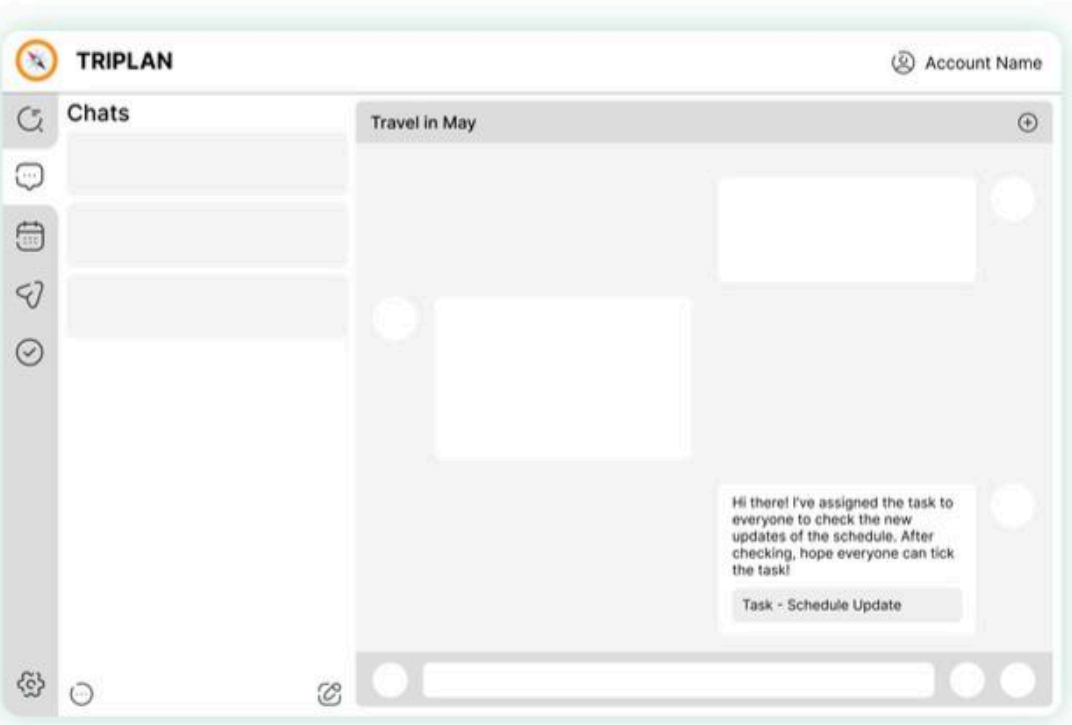 TRIPLAN
Account Name
Chats
Travel in May
Hi there! I've assigned the task to
everyone to check the new
updates of the schedule. After
checking, hope everyone can tick
the task!
Task - Schedule Update